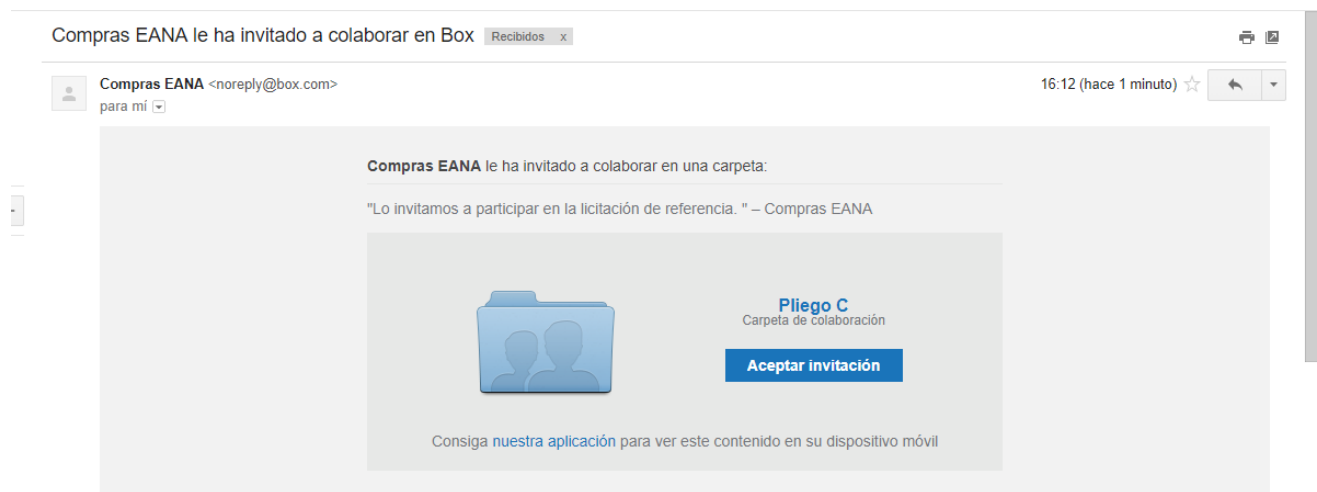 Compras EANA le ha invitado a colaborar en Box Recibidos x
Compras EANA <noreply@box.com> 16:12 (hace 1 minuto)
para mí
Compras EANA le ha invitado a colaborar en una carpeta:
"Lo invitamos a participar en la licitación de referencia. " – Compras EANA
Pliego C
Carpeta de colaboración
Aceptar invitación
Consiga nuestra aplicación para ver este contenido en su dispositivo móvil